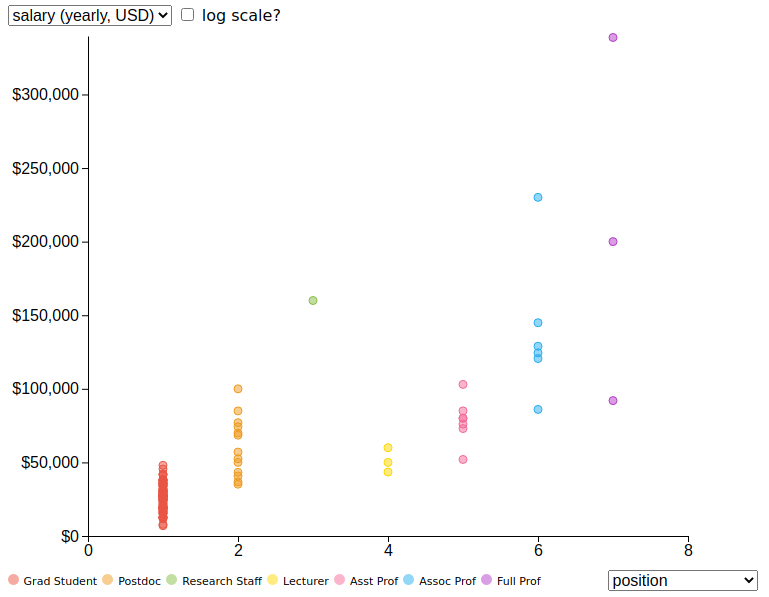 salary (yearly, USD) log scale?
$300,000
$250,000
$200,000
$150,000
$100,000
$50,000
$0
0 2 4 6 8
Grad Student Postdoc Research Staff Lecturer Asst Prof Assoc Prof Full Prof position